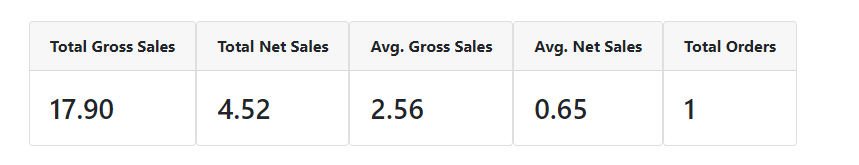 Total Gross Sales Total Net Sales Avg. Gross Sales Avg. Net Sales Total Orders
17.90 4.52 2.56 0.65 1